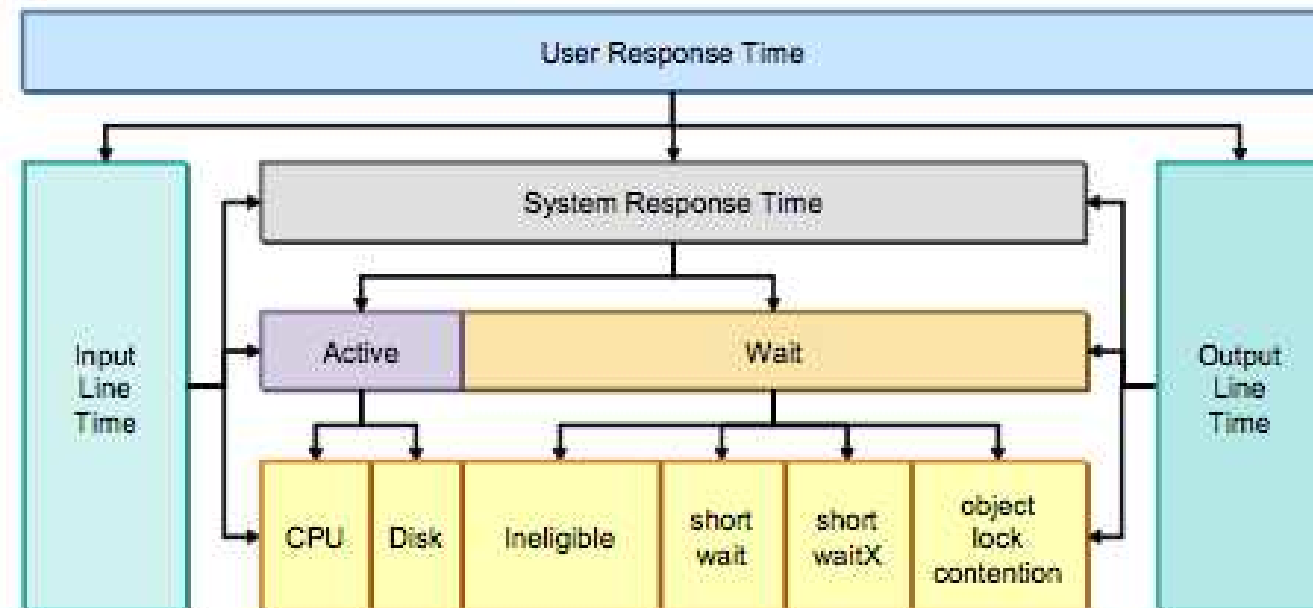 User Response Time
System Response Time
Input
Line
Time
Active
Wait
Output
Line
Time
CPU
Disk
Ineligible
short
wait
short
waitX
object
lock
contention